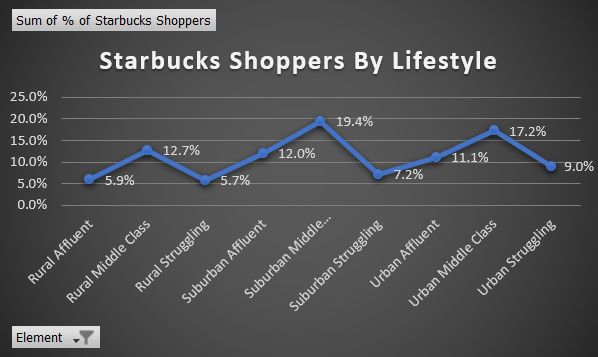 Sum of % of Starbucks Shoppers
Starbucks Shoppers By Lifestyle
25.0%
20.0%
15.0%
10.0%
5.0%
0.0%
5.9%
12.7%
5.7%
12.0%
19.4%
7.2%
11.1%
17.2%
9.0%
Rural Affluent
Rural Middle Class
Rural Struggling
Suburban Affluent
Suburban Middle...
Suburban Struggling
Urban Affluent
Urban Middle Class
Urban Struggling
Element